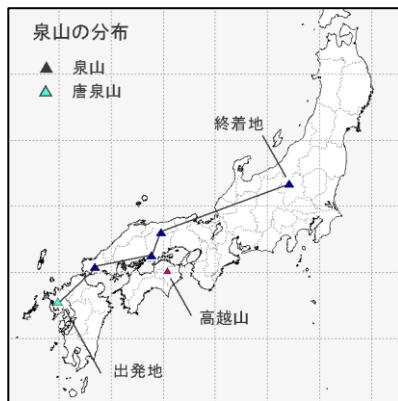 泉山の分布
泉山
唐泉山
終着地
高越山
出発地